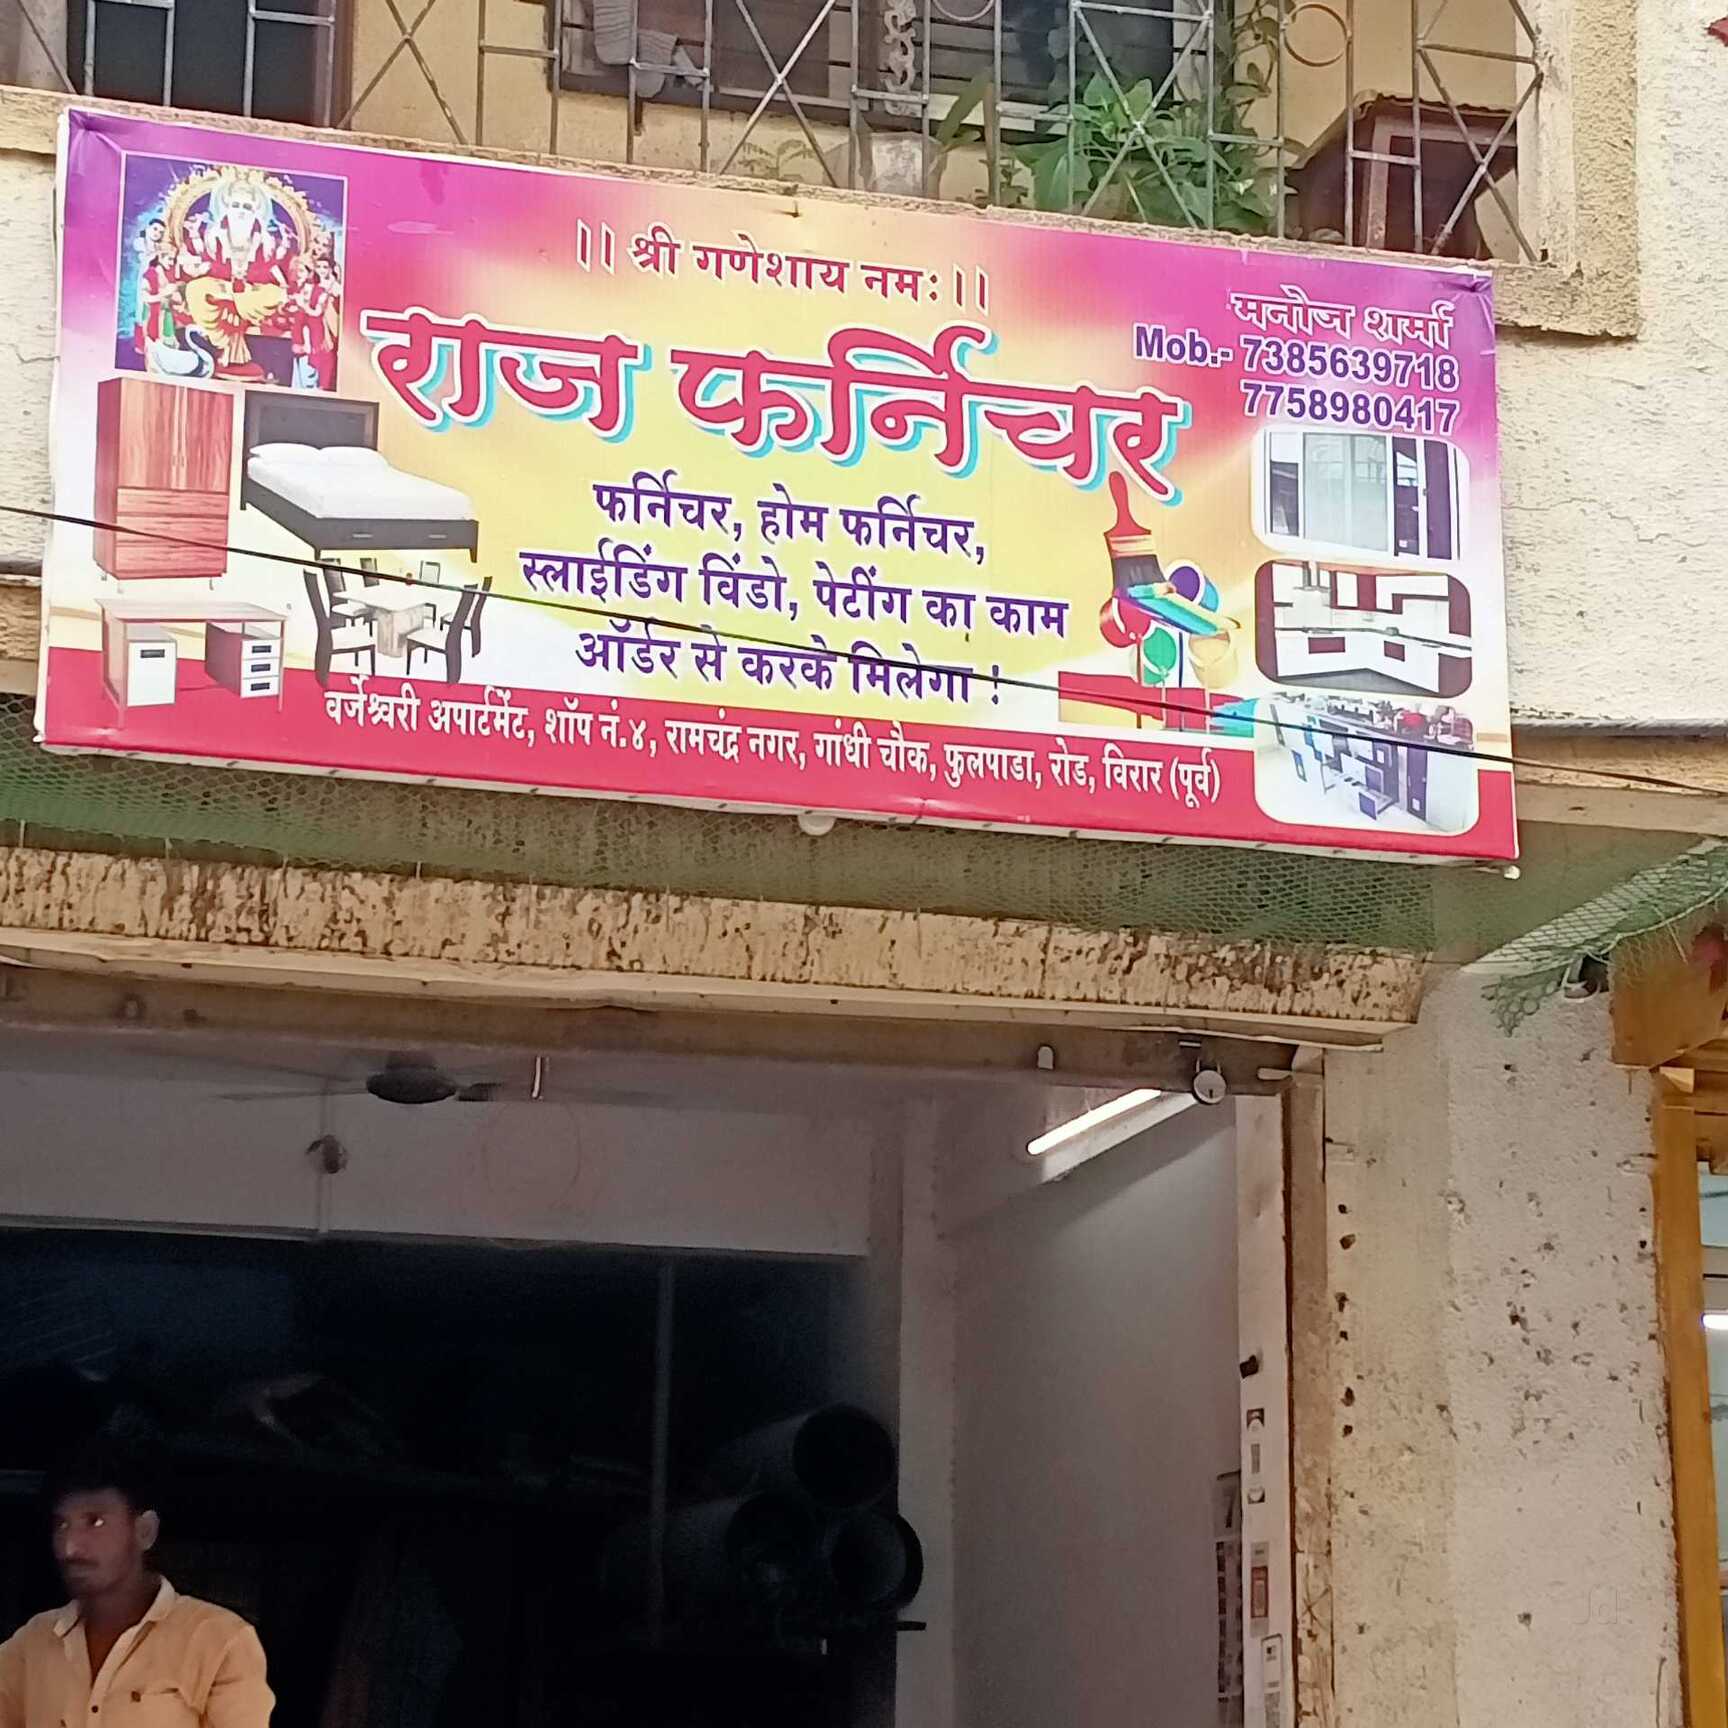 ।। श्री गणेशाय नमः ।।
मनोज शर्मा
Mob.- 7385639718
7758980417
राज फर्निचर
फर्निचर, होम फर्निचर,
स्लाईडिंग विंडो, पेटींग का काम
ऑर्डर से करके मिलेगा !
वर्जेश्वरी अपार्टमेंट, शॉप नं.४, रामचंद्र नगर, गांधी चौक, फुलपाडा, रोड, विरार (पूर्व)
Jd